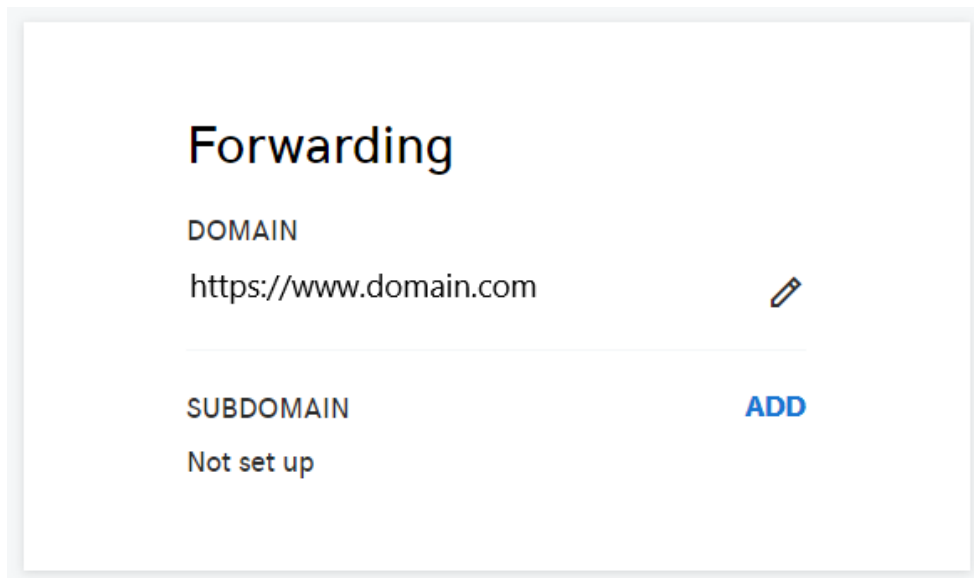 Forwarding
DOMAIN
https://www.domain.com
SUBDOMAIN ADD
Not set up